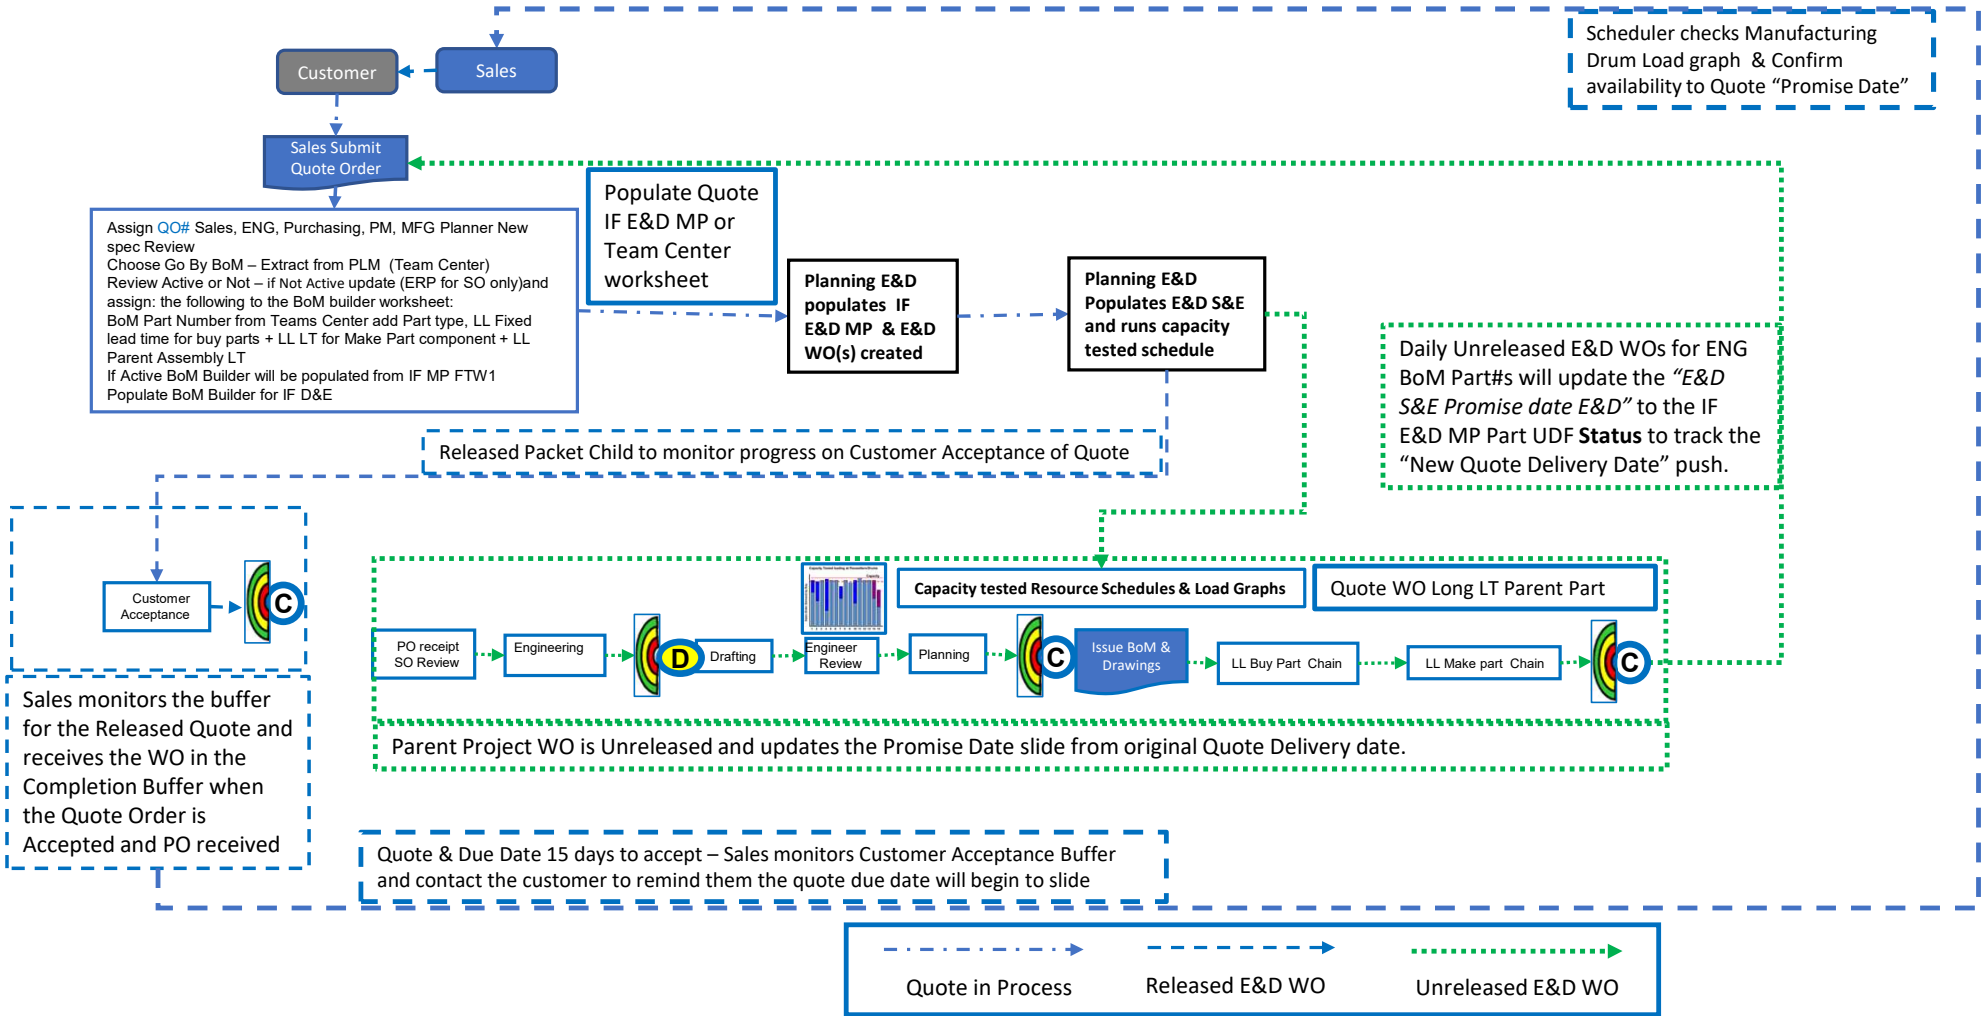 Scheduler checks Manufacturing
Drum Load graph & Confirm
availability to Quote “Promise Date”
Customer
Sales
Sales Submit
Quote Order
Assign QO# Sales, ENG, Purchasing, PM, MFG Planner New
spec Review
Choose Go By BoM – Extract from PLM (Team Center)
Review Active or Not – if Not Active update (ERP for SO only)and
assign: the following to the BoM builder worksheet:
BoM Part Number from Teams Center add Part type, LL Fixed
lead time for buy parts + LL LT for Make Part component + LL
Parent Assembly LT
If Active BoM Builder will be populated from IF MP FTW1
Populate BoM Builder for IF D&E
Populate Quote
IF E&D MP or
Team Center
worksheet
Planning E&D
populates IF
E&D MP & E&D
WO(s) created
Planning E&D
Populates E&D S&E
and runs capacity
tested schedule
Daily Unreleased E&D WOs for ENG
BoM Part#s will update the “E&D
S&E Promise date E&D” to the IF
E&D MP Part UDF Status to track the
“New Quote Delivery Date” push.
Released Packet Child to monitor progress on Customer Acceptance of Quote
Customer
Acceptance
C
Capacity tested Resource Schedules & Load Graphs
Quote WO Long LT Parent Part
PO receipt
SO Review
Engineering
D
Drafting
Engineer
Review
Planning
C
Issue BoM &
Drawings
LL Buy Part Chain
LL Make part Chain
C
Sales monitors the buffer
for the Released Quote and
receives the WO in the
Completion Buffer when
the Quote Order is
Accepted and PO received
Parent Project WO is Unreleased and updates the Promise Date slide from original Quote Delivery date.
Quote & Due Date 15 days to accept – Sales monitors Customer Acceptance Buffer
and contact the customer to remind them the quote due date will begin to slide
Quote in Process
Released E&D WO
Unreleased E&D WO